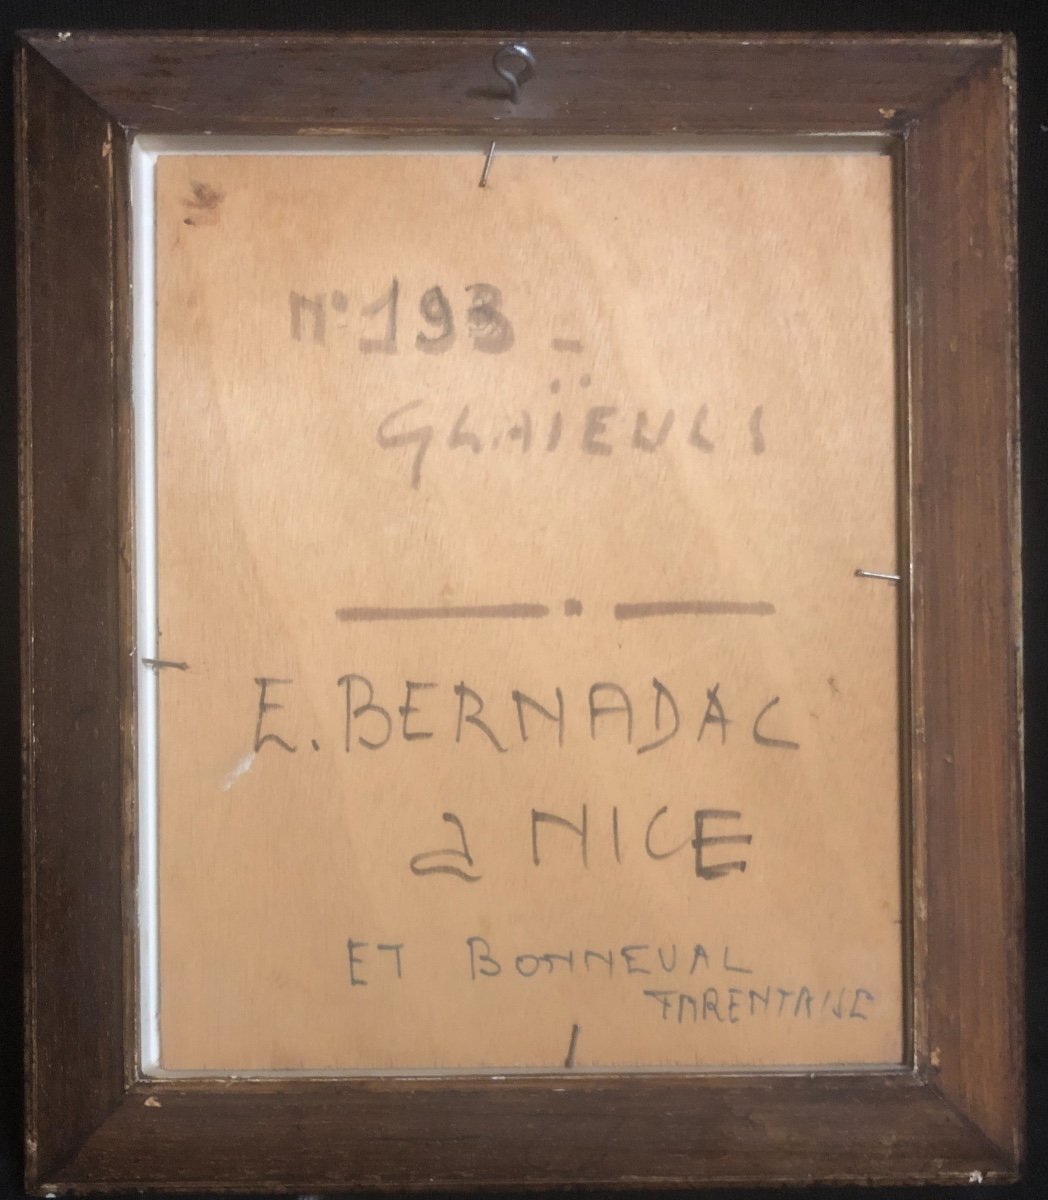 N° 193 -
GLAÏEULS
E. BERNADAC
a NICE
ET BONNEVAL
TARENTAISE